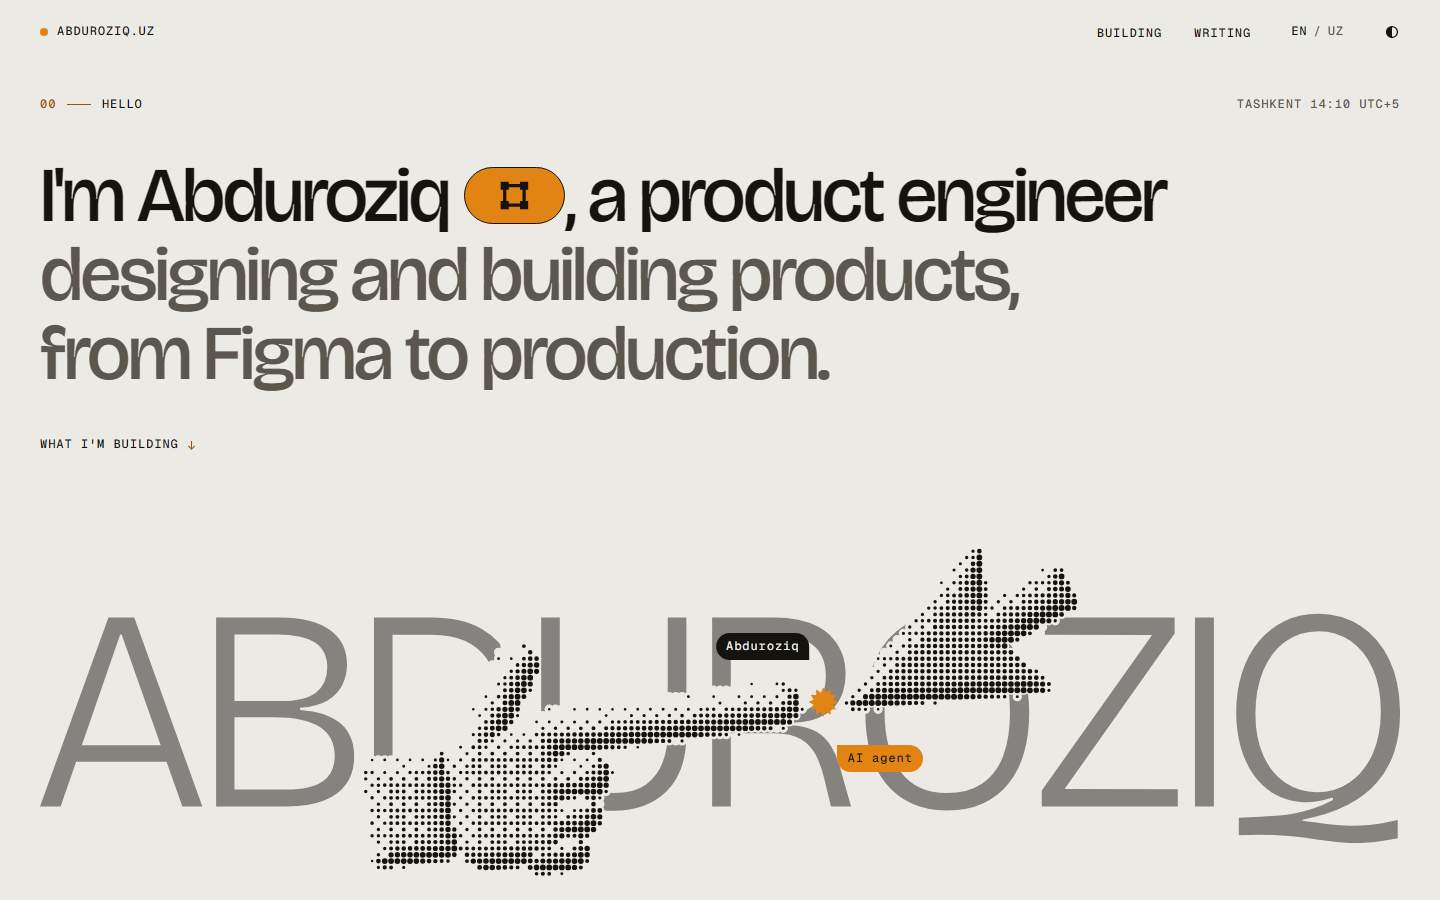 ABDUROZIQ.UZ
BUILDING WRITING EN / UZ
00 — HELLO
TASHKENT 14:10 UTC+5
I'm Abduroziq , a product engineer
designing and building products,
from Figma to production.
WHAT I'M BUILDING ↓
ABDUROZIQ
Abduroziq
AI agent